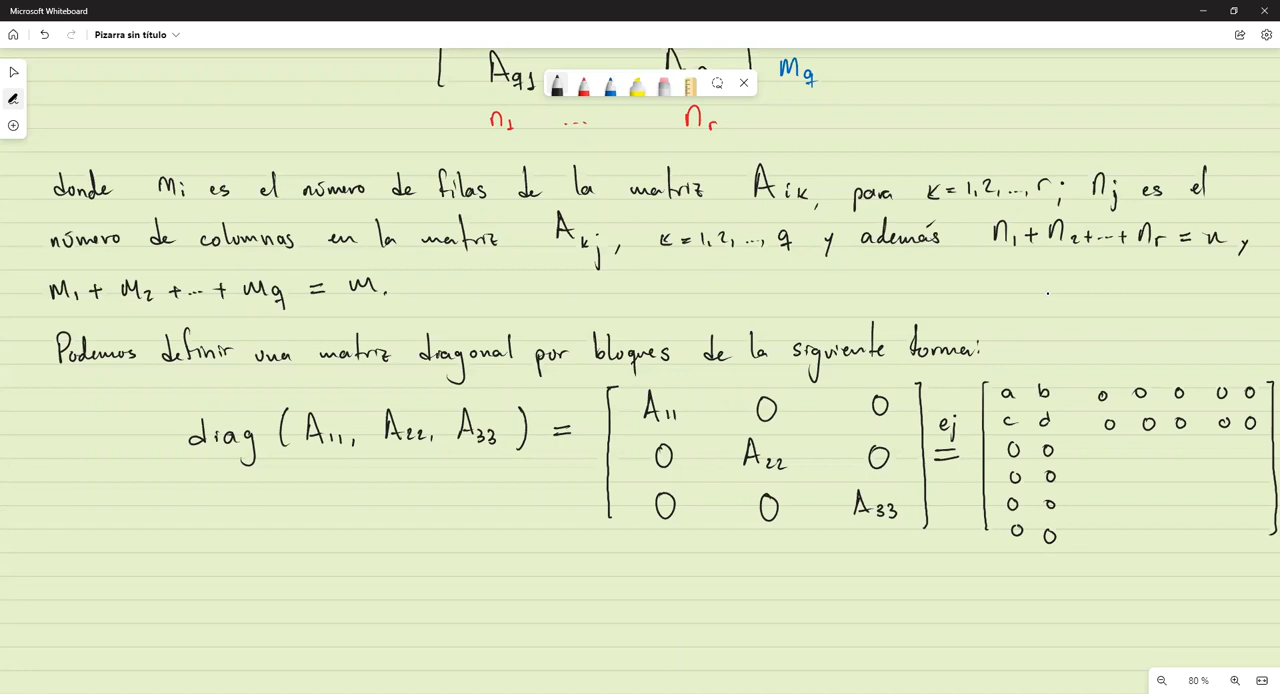 Microsoft Whiteboard
Pizarra sin título
A_q1 m_q
n_1 ... n_r
donde m_i es el número de filas de la matriz A_ik, para k = 1, 2, ..., r; n_j es el
número de columnas en la matriz A_kj, k = 1, 2, ..., q y además n_1 + n_2 + ... + n_r = n y
m_1 + m_2 + ... + m_q = m.
Podemos definir una matriz diagonal por bloques de la siguiente forma:
diag (A_11, A_22, A_33) = [ A_11 0 0 ej = [ a b 0 0 0 0 0
0 A_22 0 c d 0 0 0 0 0
0 0 A_33 ] 0 0
0 0
0 0
0 0 ]
80 %